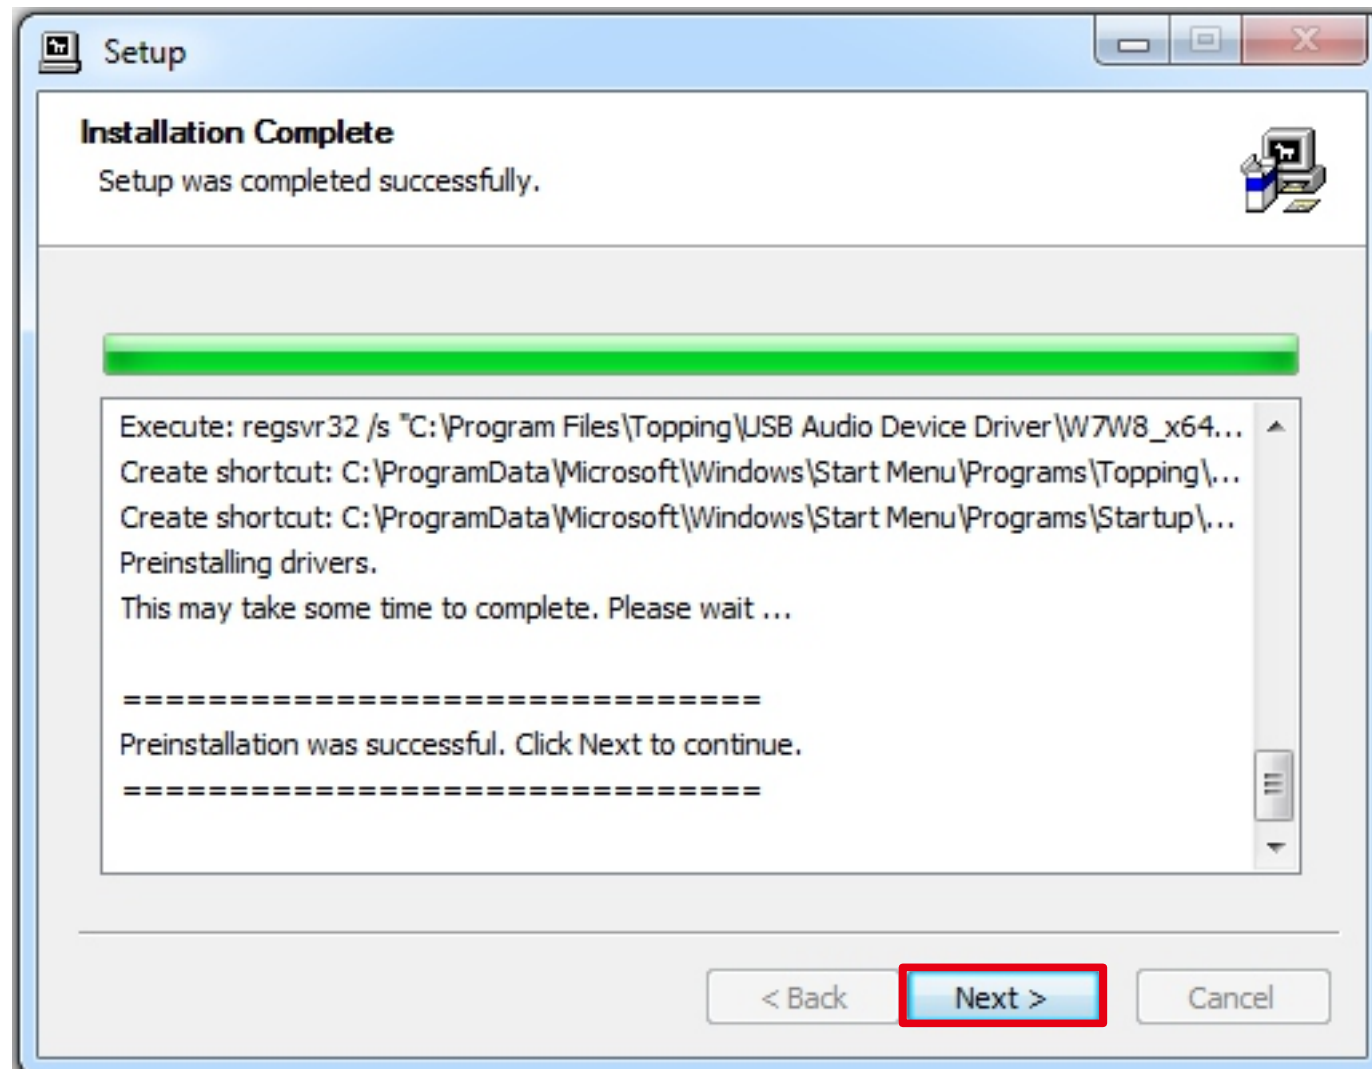 Setup
Installation Complete
Setup was completed successfully.
Execute: regsvr32 /s "C:\Program Files\Topping\USB Audio Device Driver\W7W8_x64...
Create shortcut: C:\ProgramData\Microsoft\Windows\Start Menu\Programs\Topping\...
Create shortcut: C:\ProgramData\Microsoft\Windows\Start Menu\Programs\Startup\...
Preinstalling drivers.
This may take some time to complete. Please wait ...
==============================
Preinstallation was successful. Click Next to continue.
==============================
< Back Next > Cancel